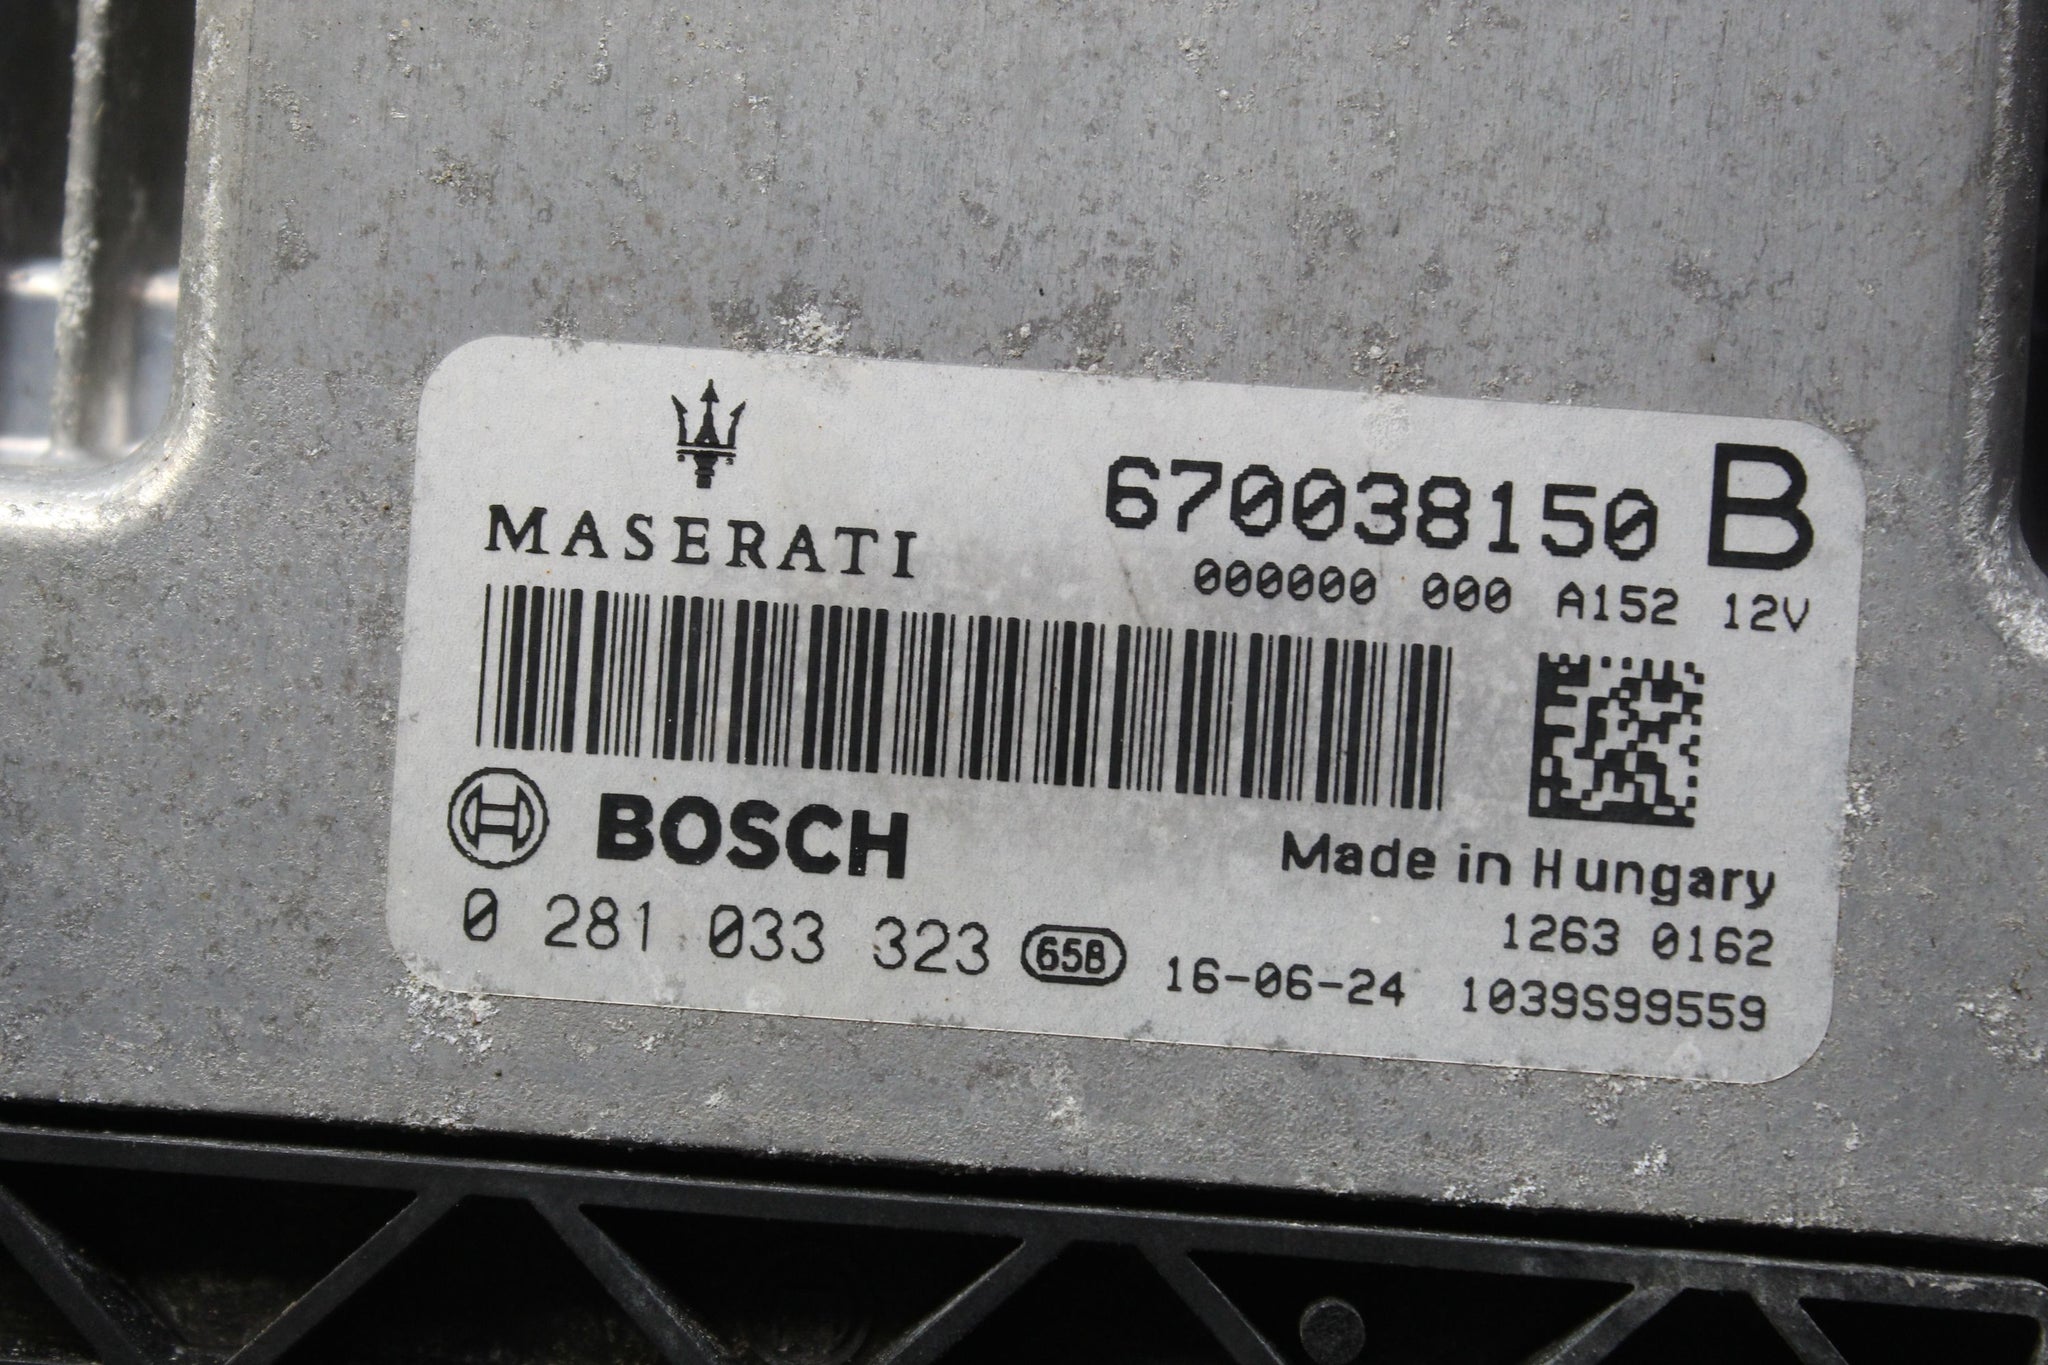 MASERATI
670038150 B
000000 000 A152 12V
BOSCH
Made in Hungary
0 281 033 323 65B 16-06-24
1263 0162
1039S99559